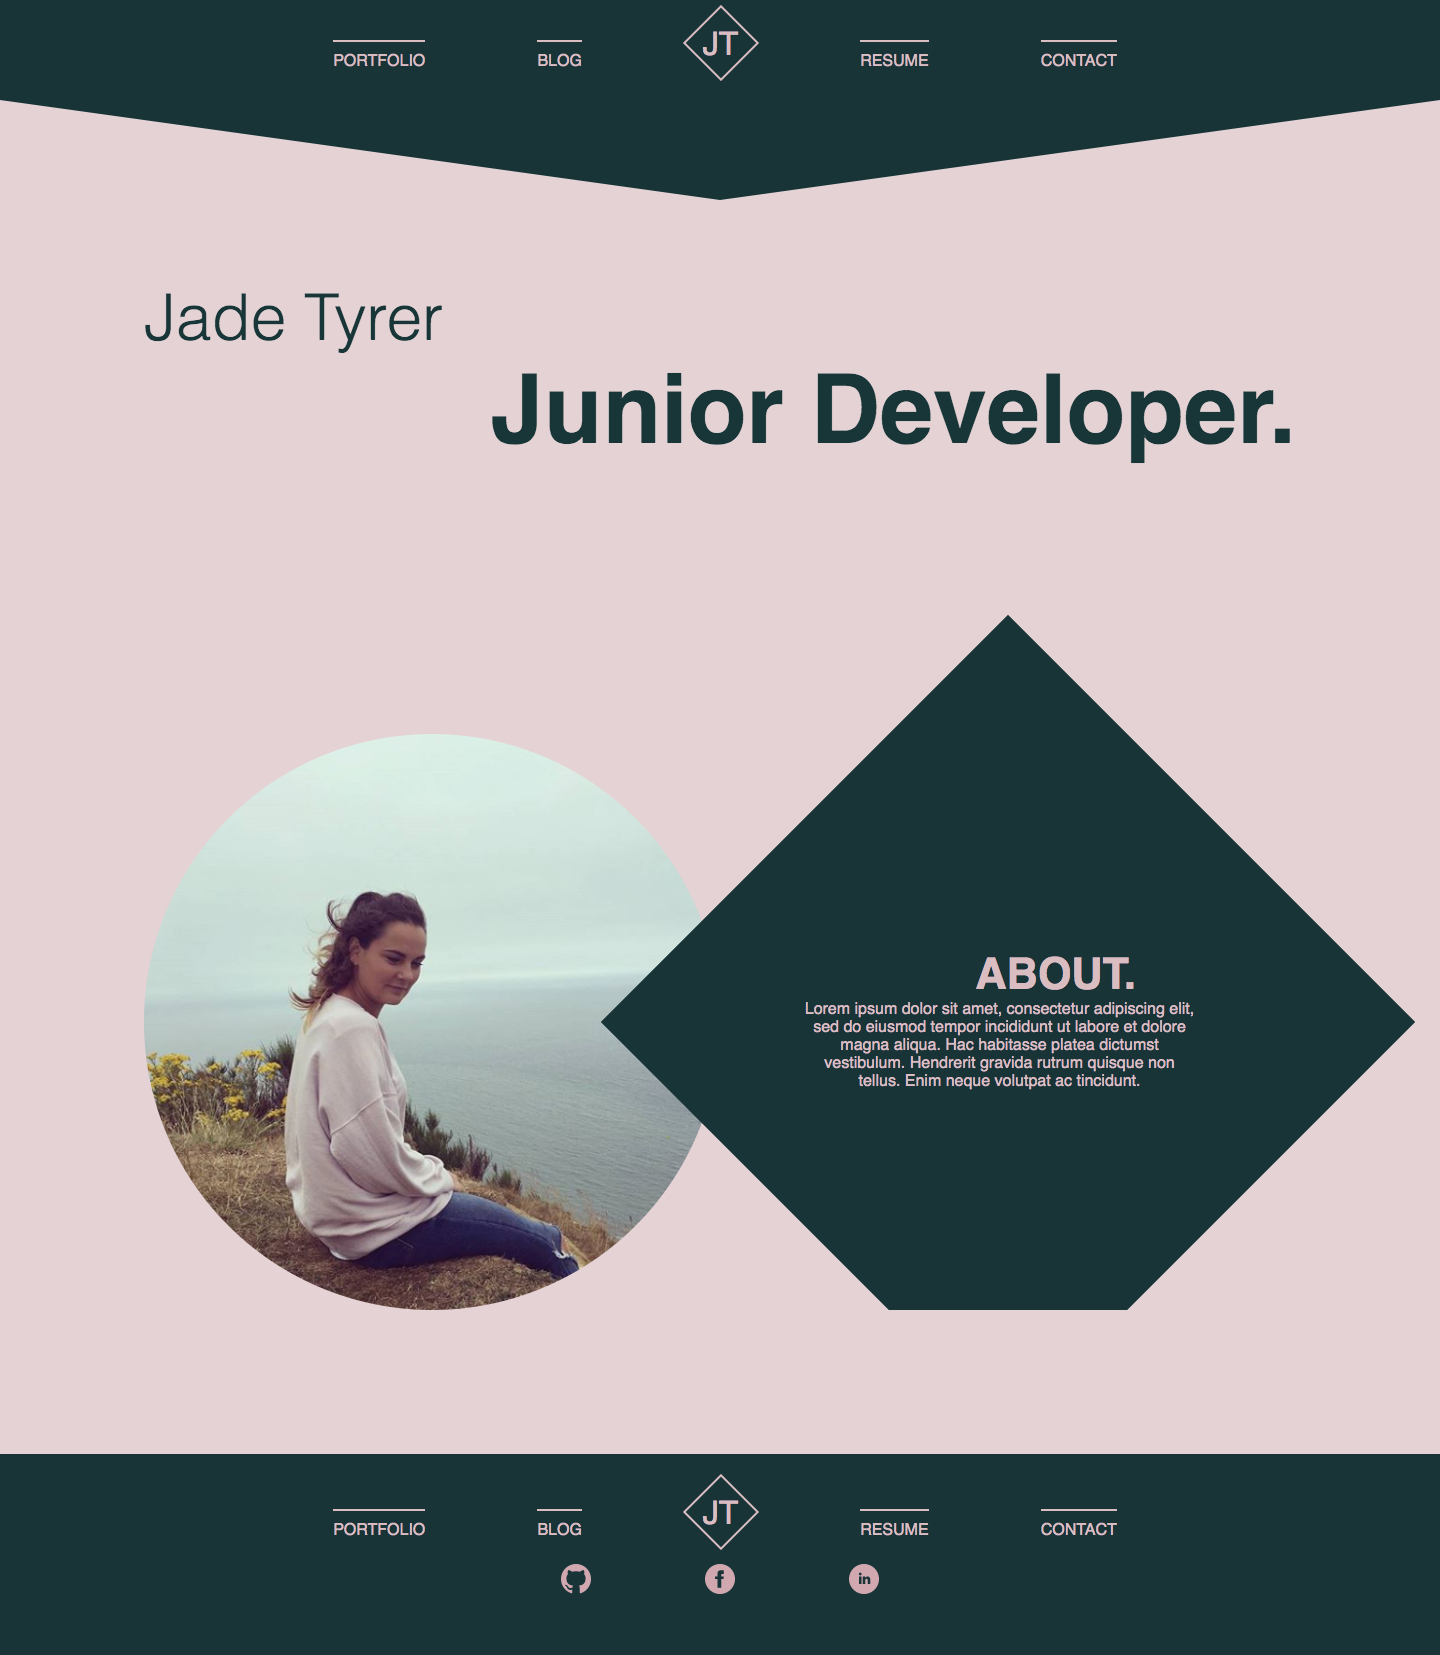 PORTFOLIO BLOG JT RESUME CONTACT
Jade Tyrer
Junior Developer.
ABOUT.
Lorem ipsum dolor sit amet, consectetur adipiscing elit,
sed do eiusmod tempor incididunt ut labore et dolore
magna aliqua. Hac habitasse platea dictumst
vestibulum. Hendrerit gravida rutrum quisque non
tellus. Enim neque volutpat ac tincidunt.
PORTFOLIO BLOG JT RESUME CONTACT
f in